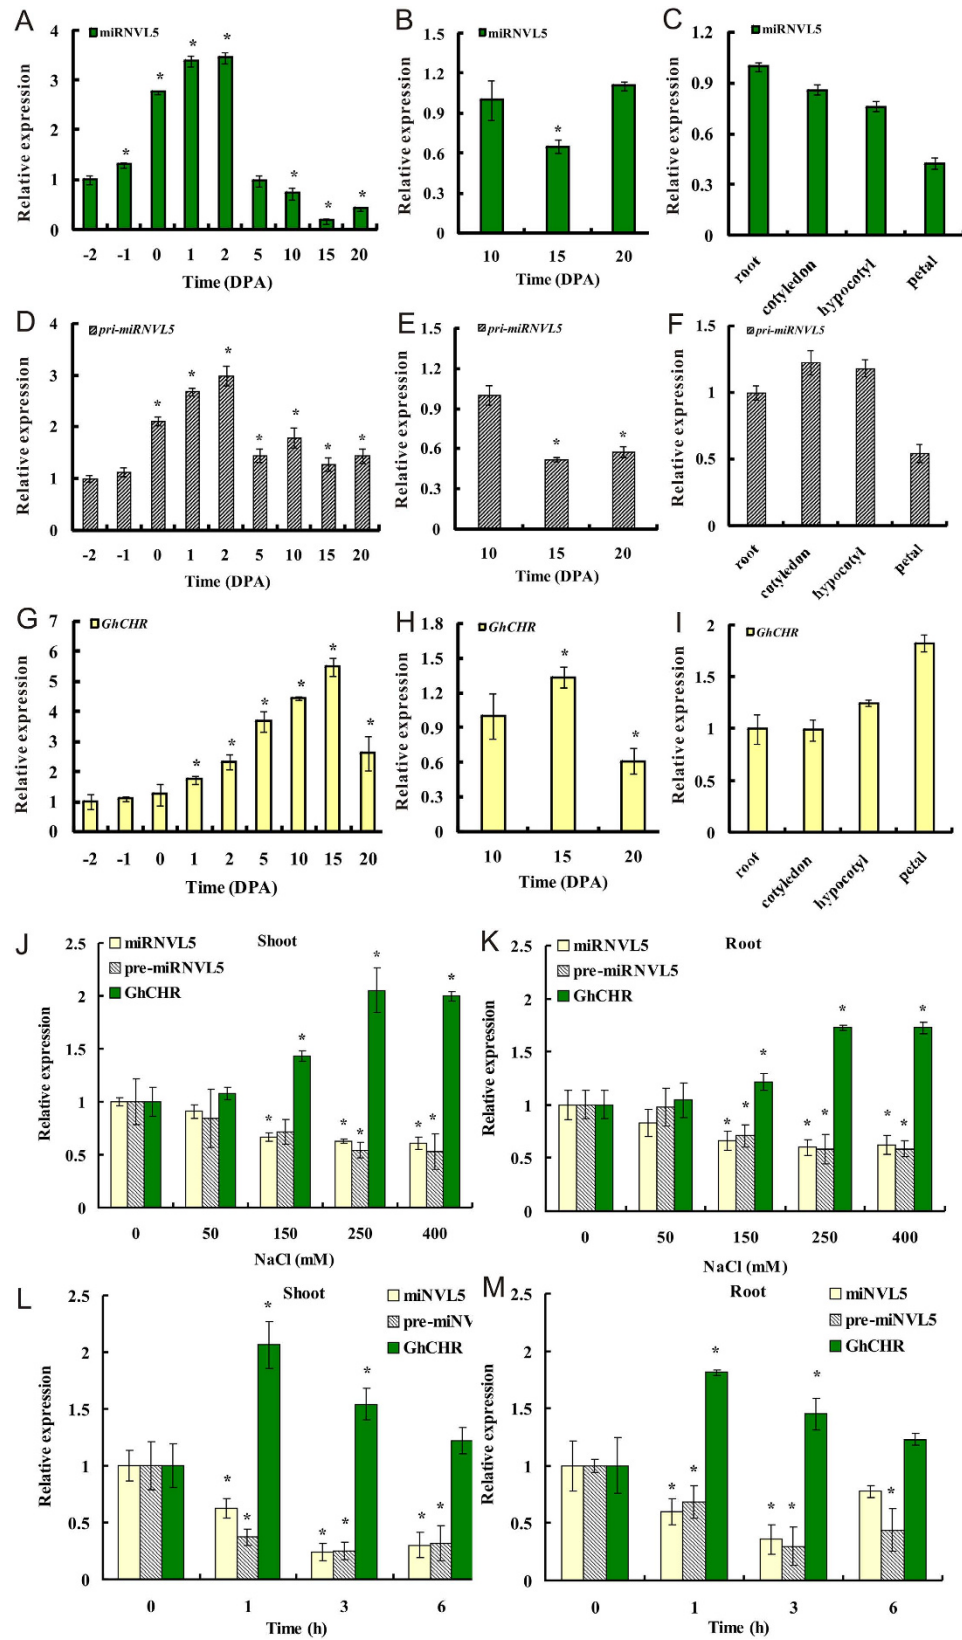 A
miRNVL5
Relative expression
4
3
2
1
0
* * * * * * *
-2 -1 0 1 2 5 10 15 20
Time (DPA)
B
miRNVL5
Relative expression
1.5
1.2
0.9
0.6
0.3
0
*
10 15 20
Time (DPA)
C
miRNVL5
Relative expression
1.2
0.9
0.6
0.3
0
root cotyledon hypocotyl petal
D
pri-miRNVL5
Relative expression
4
3
2
1
0
* * * * * * *
-2 -1 0 1 2 5 10 15 20
Time (DPA)
E
pri-miRNVL5
Relative expression
1.5
1.2
0.9
0.6
0.3
0
* *
10 15 20
Time (DPA)
F
pri-miRNVL5
Relative expression
1.5
1
0.5
0
root cotyledon hypocotyl petal
G
GhCHR
Relative expression
7
6
5
4
3
2
1
0
* * * * * *
-2 -1 0 1 2 5 10 15 20
Time (DPA)
H
GhCHR
Relative expression
1.8
1.5
1.2
0.9
0.6
0.3
0
* *
10 15 20
Time (DPA)
I
GhCHR
Relative expression
2
1.5
1
0.5
0
root cotyledon hypocotyl petal
J
Shoot
miRNVL5
pre-miRNVL5
GhCHR
Relative expression
2.5
2
1.5
1
0.5
0
* * * * * * * *
0 50 150 250 400
NaCl (mM)
K
Root
miRNVL5
pre-miRNVL5
GhCHR
Relative expression
2.5
2
1.5
1
0.5
0
* * * * * * * * *
0 50 150 250 400
NaCl (mM)
L
Shoot
miNVL5
pre-miNV
GhCHR
Relative expression
2.5
2
1.5
1
0.5
0
* * * * * * * *
0 1 3 6
Time (h)
M
Root
miNVL5
pre-miNVL5
GhCHR
Relative expression
2.5
2
1.5
1
0.5
0
* * * * * * *
0 1 3 6
Time (h)